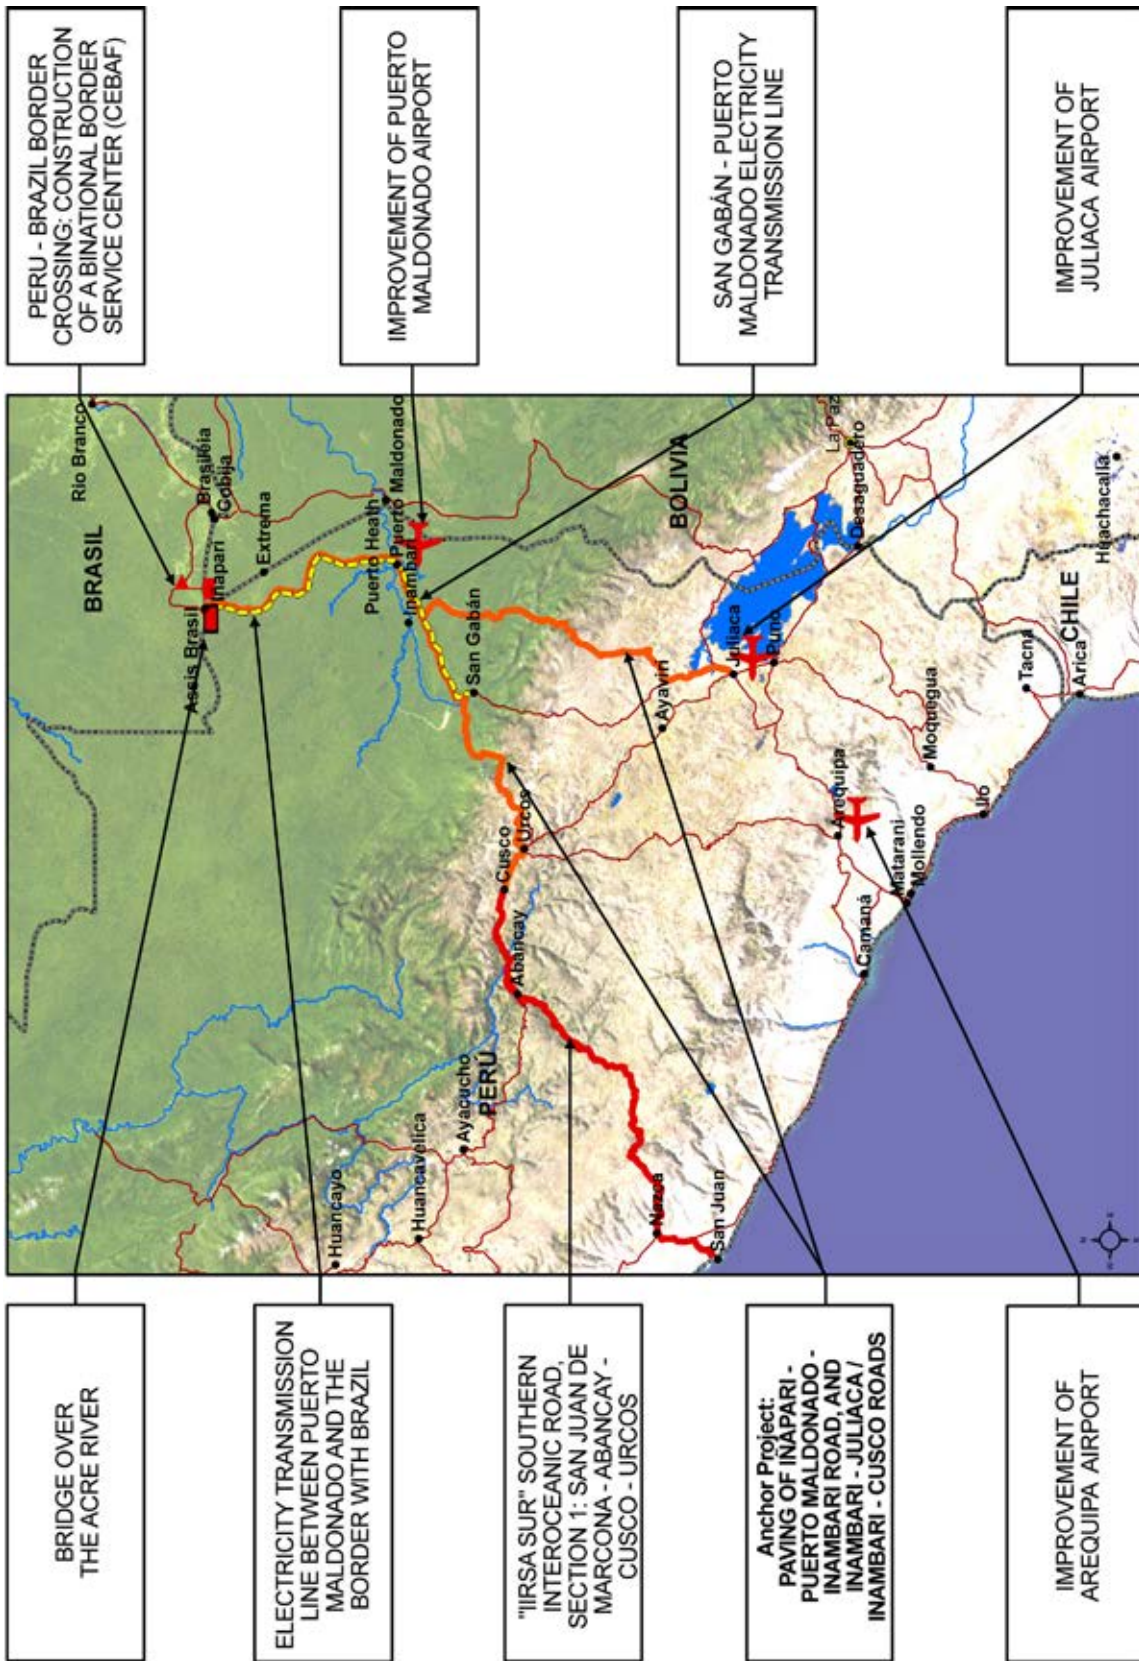 PERU - BRAZIL BORDER
CROSSING: CONSTRUCTION
OF A BINATIONAL BORDER
SERVICE CENTER (CEBAF)
IMPROVEMENT OF PUERTO
MALDONADO AIRPORT
SAN GABÁN - PUERTO
MALDONADO ELECTRICITY
TRANSMISSION LINE
IMPROVEMENT OF
JULIACA AIRPORT
Rio Branco
BRASIL
Brasileia
Cobija
Iñapari
Assis Brasil
Extrema
Puerto Heath
Puerto Maldonado
Inambari
San Gabán
BOLIVIA
La Paz
Desaguadero
Huachacalla
Juliaca
Puno
Ayaviri
CHILE
Tacna
Arica
Moquegua
Ilo
Arequipa
Matarani
Mollendo
Camaná
Urcos
Cusco
Abancay
PERÚ
Ayacucho
Huancavelica
Huancayo
Nazca
San Juan
BRIDGE OVER
THE ACRE RIVER
ELECTRICITY TRANSMISSION
LINE BETWEEN PUERTO
MALDONADO AND THE
BORDER WITH BRAZIL
"IIRSA SUR" SOUTHERN
INTEROCEANIC ROAD,
SECTION 1: SAN JUAN DE
MARCONA - ABANCAY -
CUSCO - URCOS
Anchor Project:
PAVING OF IÑAPARI -
PUERTO MALDONADO -
INAMBARI ROAD, AND
INAMBARI - JULIACA /
INAMBARI - CUSCO ROADS
IMPROVEMENT OF
AREQUIPA AIRPORT